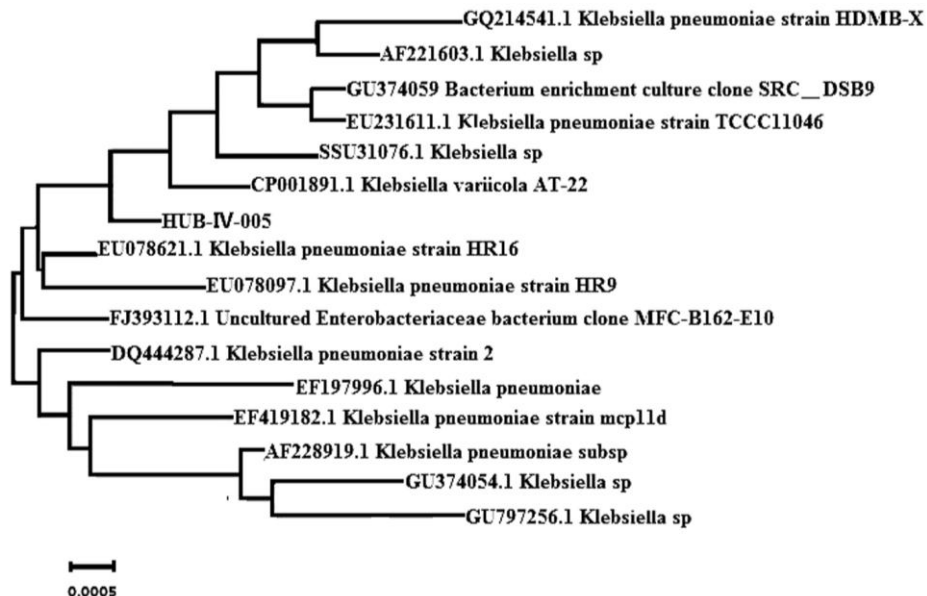 GQ214541.1 Klebsiella pneumoniae strain HDMB-X
AF221603.1 Klebsiella sp
GU374059 Bacterium enrichment culture clone SRC__DSB9
EU231611.1 Klebsiella pneumoniae strain TCCC11046
SSU31076.1 Klebsiella sp
CP001891.1 Klebsiella variicola AT-22
HUB-Ⅳ-005
EU078621.1 Klebsiella pneumoniae strain HR16
EU078097.1 Klebsiella pneumoniae strain HR9
FJ393112.1 Uncultured Enterobacteriaceae bacterium clone MFC-B162-E10
DQ444287.1 Klebsiella pneumoniae strain 2
EF197996.1 Klebsiella pneumoniae
EF419182.1 Klebsiella pneumoniae strain mcp11d
AF228919.1 Klebsiella pneumoniae subsp
GU374054.1 Klebsiella sp
GU797256.1 Klebsiella sp
0.0005